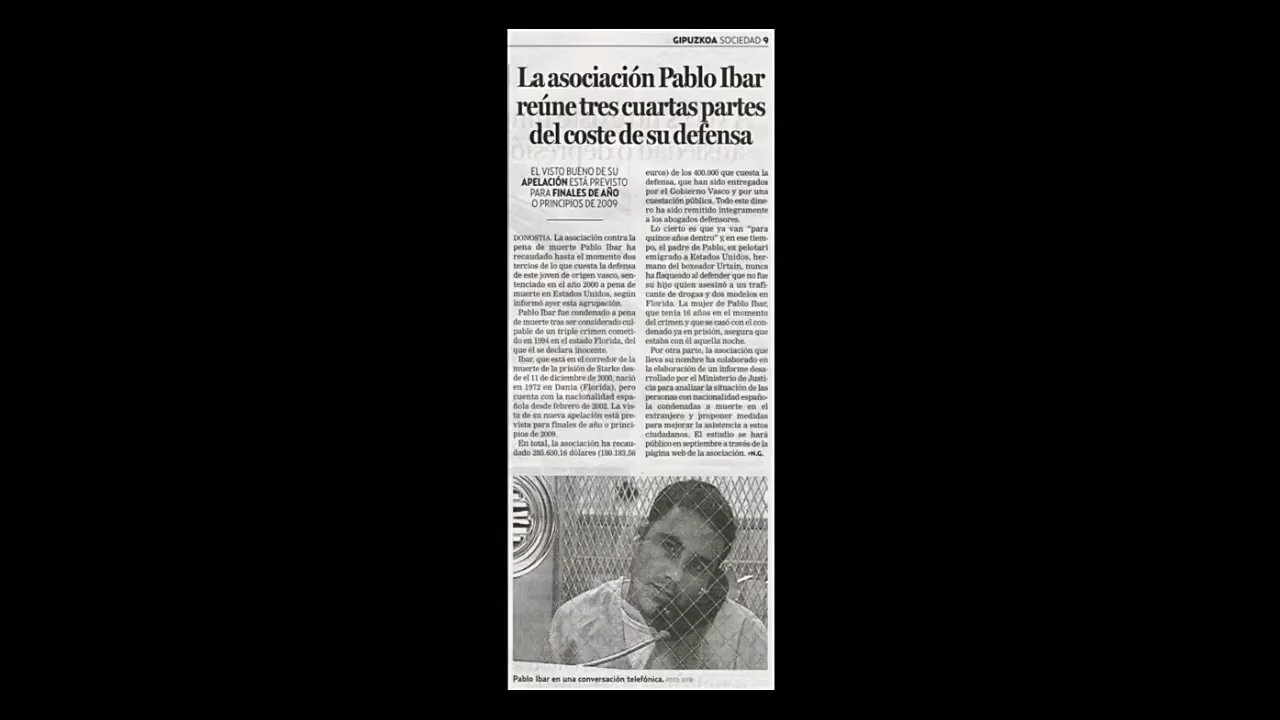 GIPUZKOA SOCIEDAD 9
La asociación Pablo Ibar
reúne tres cuartas partes
del coste de su defensa
EL VISTO BUENO DE SU
APELACIÓN ESTÁ PREVISTO
PARA FINALES DE AÑO
O PRINCIPIOS DE 2009
DONOSTIA. La asociación contra la
pena de muerte Pablo Ibar ha
recaudado hasta el momento dos
tercios de lo que cuesta la defensa
de este joven de origen vasco, sen-
tenciado en el año 2000 a pena de
muerte en Estados Unidos, según
informó ayer esta agrupación.
Pablo Ibar fue condenado a pena
de muerte tras ser considerado cul-
pable de un triple crimen cometi-
do en 1994 en el estado Florida, del
que él se declara inocente.
Ibar, que está en el corredor de la
muerte de la prisión de Starke des-
de el 11 de diciembre de 2000, nació
en 1972 en Dania (Florida), pero
cuenta con la nacionalidad espa-
ñola desde febrero de 2002. La vis-
ta de su nueva apelación está pre-
vista para finales de año o princi-
pios de 2009.
En total, la asociación ha recau-
dado 285.630,16 dólares (180.183,56
euros) de los 400.000 que cuesta la
defensa, que han sido entregados
por el Gobierno Vasco y por una
cuestación pública. Todo este dine-
ro ha sido remitido íntegramente
a los abogados defensores.
Lo cierto es que ya van "para
quince años dentro" y, en ese tiem-
po, el padre de Pablo, ex pelotari
emigrado a Estados Unidos, her-
mano del boxeador Urtain, nunca
ha flaqueado al defender que no fue
su hijo quien asesinó a un trafi-
cante de drogas y dos modelos en
Florida. La mujer de Pablo Ibar,
que tenía 16 años en el momento
del crimen y que se casó con el con-
denado ya en prisión, asegura que
estaba con él aquella noche.
Por otra parte, la asociación que
lleva su nombre ha colaborado en
la elaboración de un informe desa-
rrollado por el Ministerio de Justi-
cia para analizar la situación de las
personas con nacionalidad españo-
la condenadas a muerte en el
extranjero y proponer medidas
para mejorar la asistencia a estos
ciudadanos. El estudio se hará
público en septiembre a través de la
página web de la asociación. >N.G.
Pablo Ibar en una conversación telefónica. FOTO: